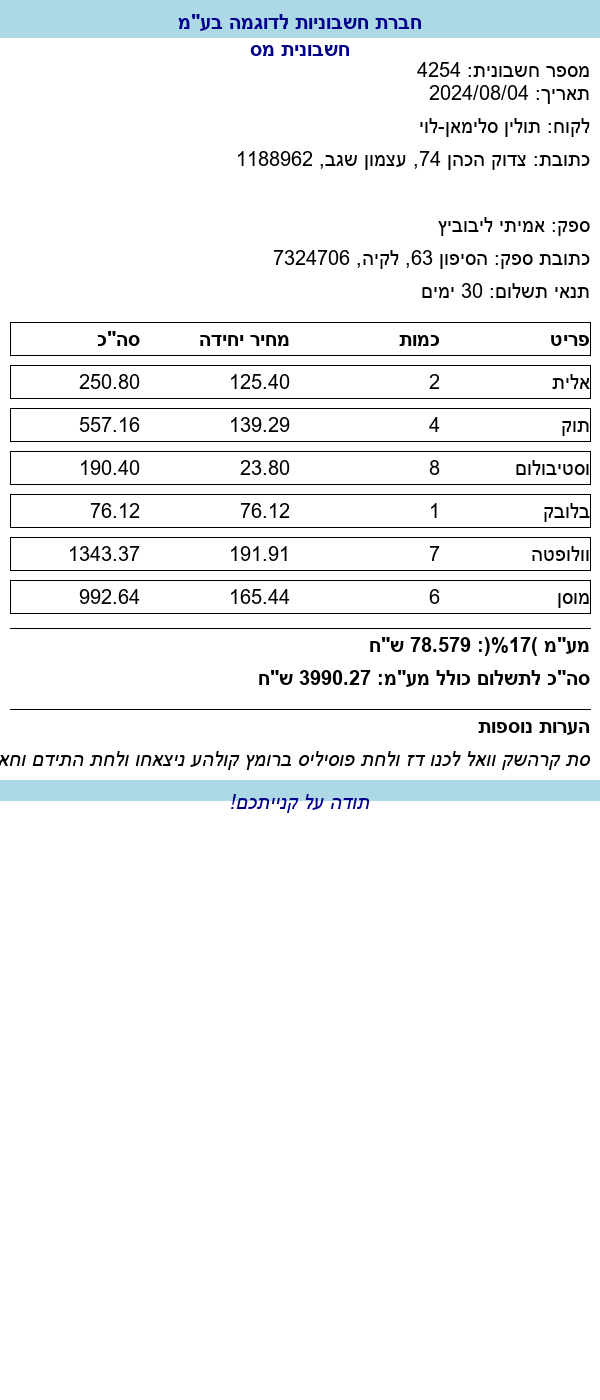 חברת חשבוניות לדוגמה בע"מ
חשבונית מס
מספר חשבונית: 4254
תאריך: 2024/08/04
לקוח: תולין סלימאן-לוי
כתובת: צדוק הכהן 74, עצמון שגב, 1188962
ספק: אמיתי ליבוביץ
כתובת ספק: הסיפון 63, לקיה, 7324706
תנאי תשלום: 30 ימים
פריט כמות מחיר יחידה סה"כ
אלית 2 125.40 250.80
תוק 4 139.29 557.16
וסטיבולום 8 23.80 190.40
בלובק 1 76.12 76.12
וולופטה 7 191.91 1343.37
מוסן 6 165.44 992.64
מע"מ (17%): 78.579 ש"ח
סה"כ לתשלום כולל מע"מ: 3990.27 ש"ח
הערות נוספות
סת קרהשק וואל לכנו דז ולחת פוסיליס ברומץ קולהע ניצאחו ולחת התידם וחא
תודה על קנייתכם!